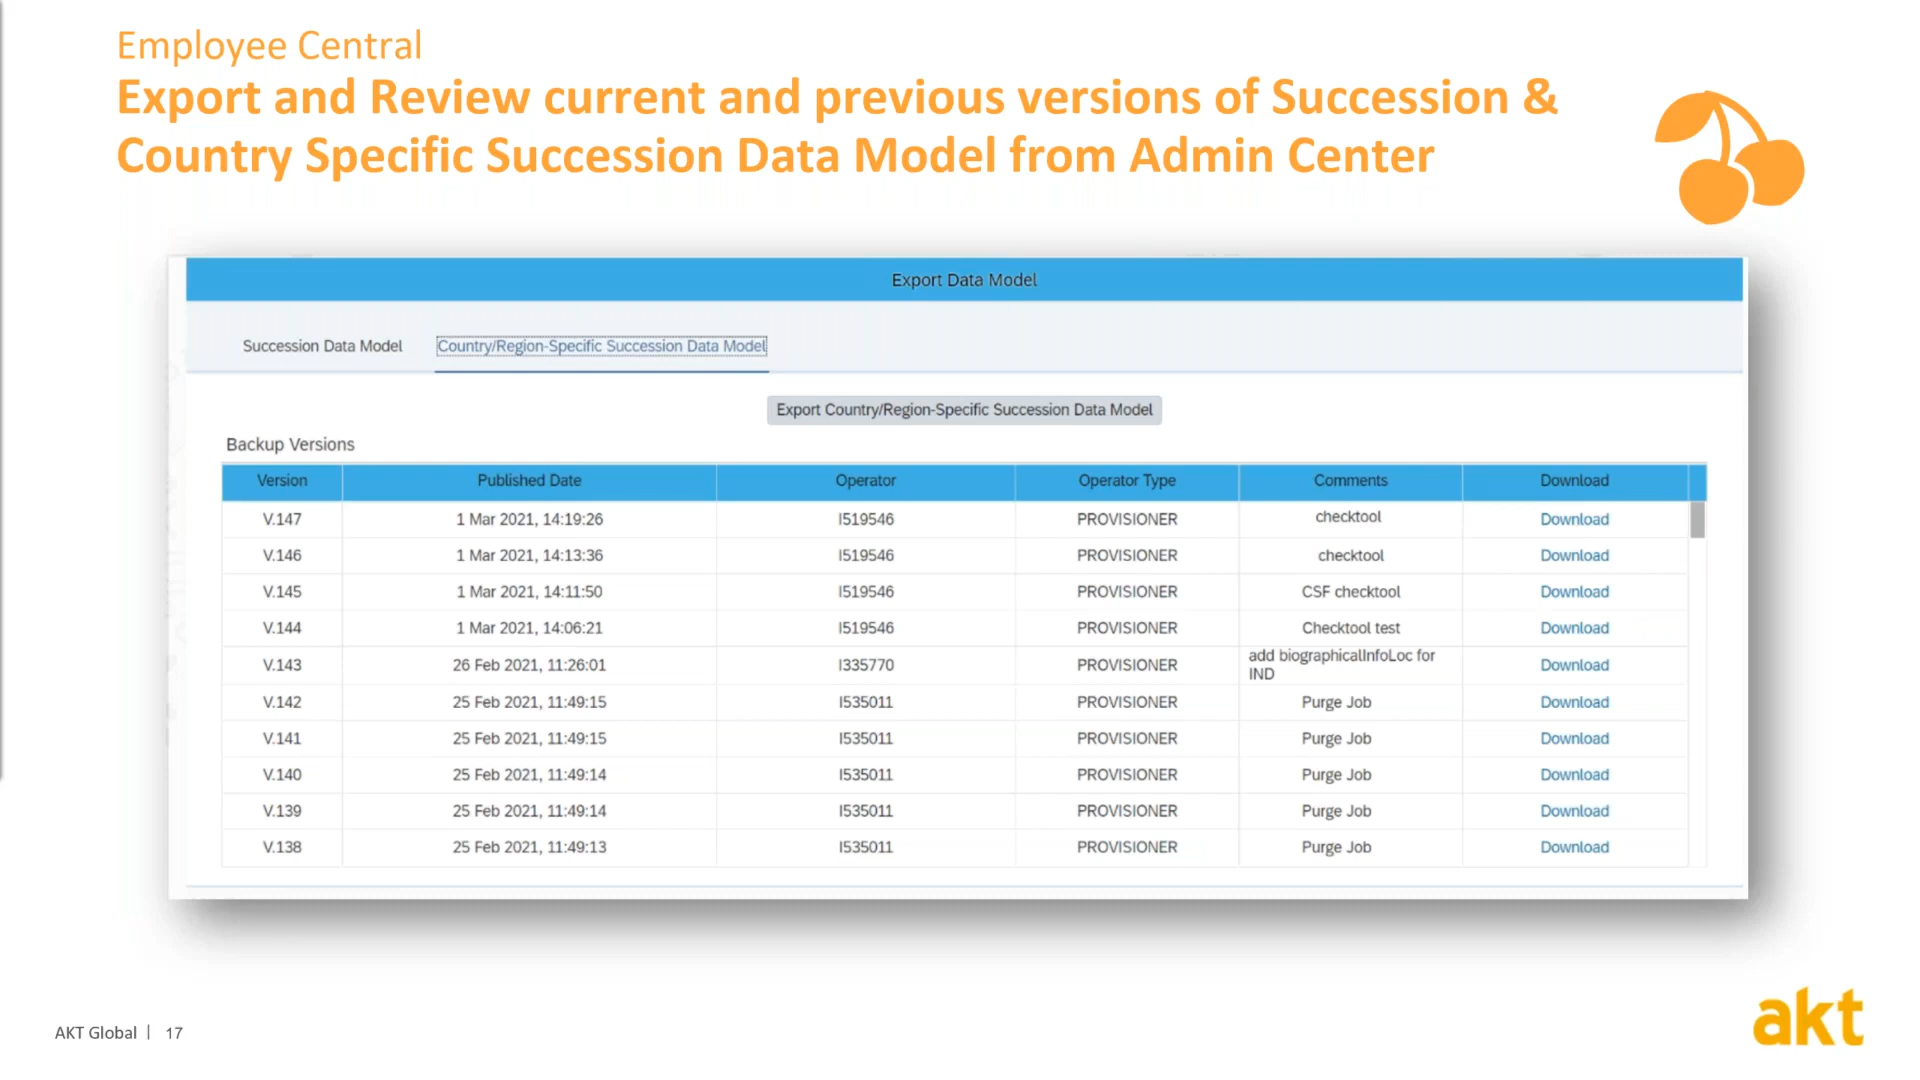 Employee Central
Export and Review current and previous versions of Succession &
Country Specific Succession Data Model from Admin Center
Export Data Model
Succession Data Model Country/Region-Specific Succession Data Model
Export Country/Region-Specific Succession Data Model
Backup Versions
Version Published Date Operator Operator Type Comments Download
V.147 1 Mar 2021, 14:19:26 I519546 PROVISIONER checktool Download
V.146 1 Mar 2021, 14:13:36 I519546 PROVISIONER checktool Download
V.145 1 Mar 2021, 14:11:50 I519546 PROVISIONER CSF checktool Download
V.144 1 Mar 2021, 14:06:21 I519546 PROVISIONER Checktool test Download
V.143 26 Feb 2021, 11:26:01 I335770 PROVISIONER add biographicalInfoLoc for
IND Download
V.142 25 Feb 2021, 11:49:15 I535011 PROVISIONER Purge Job Download
V.141 25 Feb 2021, 11:49:15 I535011 PROVISIONER Purge Job Download
V.140 25 Feb 2021, 11:49:14 I535011 PROVISIONER Purge Job Download
V.139 25 Feb 2021, 11:49:14 I535011 PROVISIONER Purge Job Download
V.138 25 Feb 2021, 11:49:13 I535011 PROVISIONER Purge Job Download
AKT Global | 17
akt